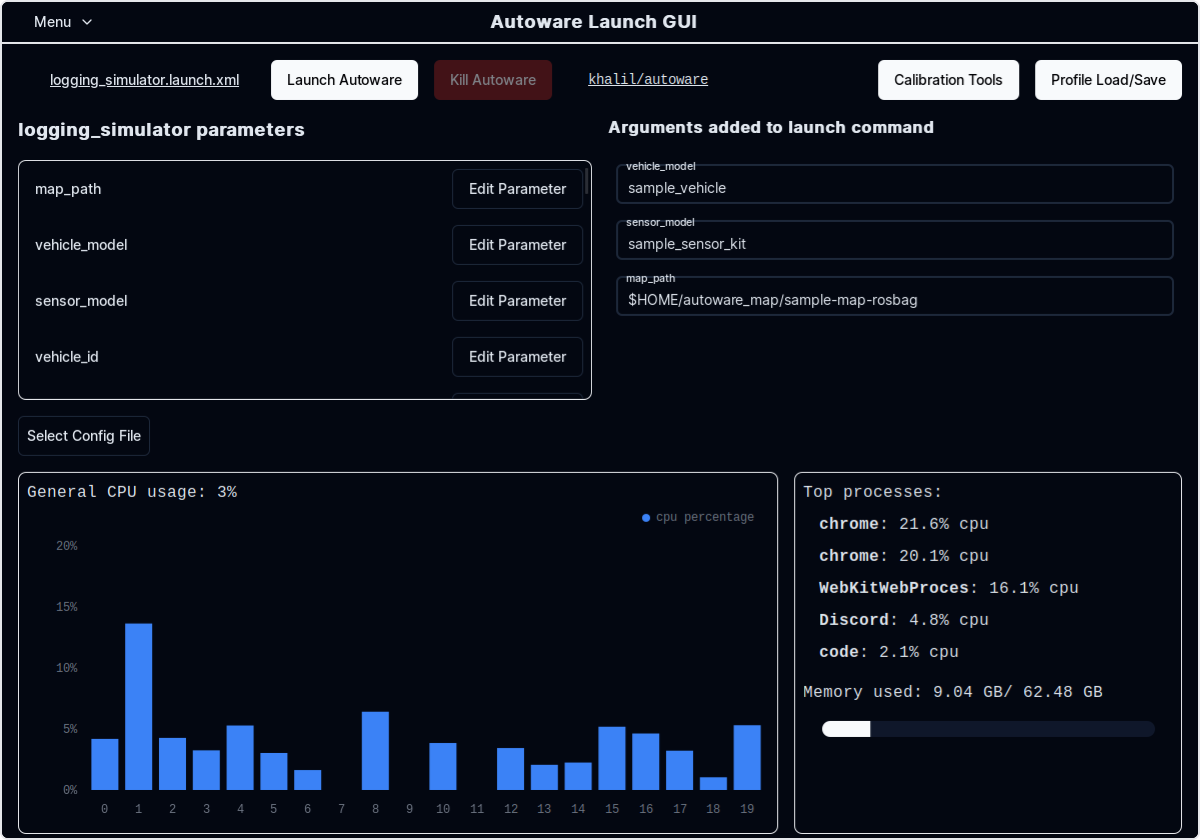 Menu
Autoware Launch GUI
logging_simulator.launch.xml
Launch Autoware
Kill Autoware
khalil/autoware
Calibration Tools
Profile Load/Save
logging_simulator parameters
map_path
Edit Parameter
vehicle_model
Edit Parameter
sensor_model
Edit Parameter
vehicle_id
Edit Parameter
Arguments added to launch command
vehicle_model
sample_vehicle
sensor_model
sample_sensor_kit
map_path
$HOME/autoware_map/sample-map-rosbag
Select Config File
General CPU usage: 3%
cpu percentage
20%
15%
10%
5%
0%
0 1 2 3 4 5 6 7 8 9 10 11 12 13 14 15 16 17 18 19
Top processes:
chrome: 21.6% cpu
chrome: 20.1% cpu
WebKitWebProces: 16.1% cpu
Discord: 4.8% cpu
code: 2.1% cpu
Memory used: 9.04 GB/ 62.48 GB